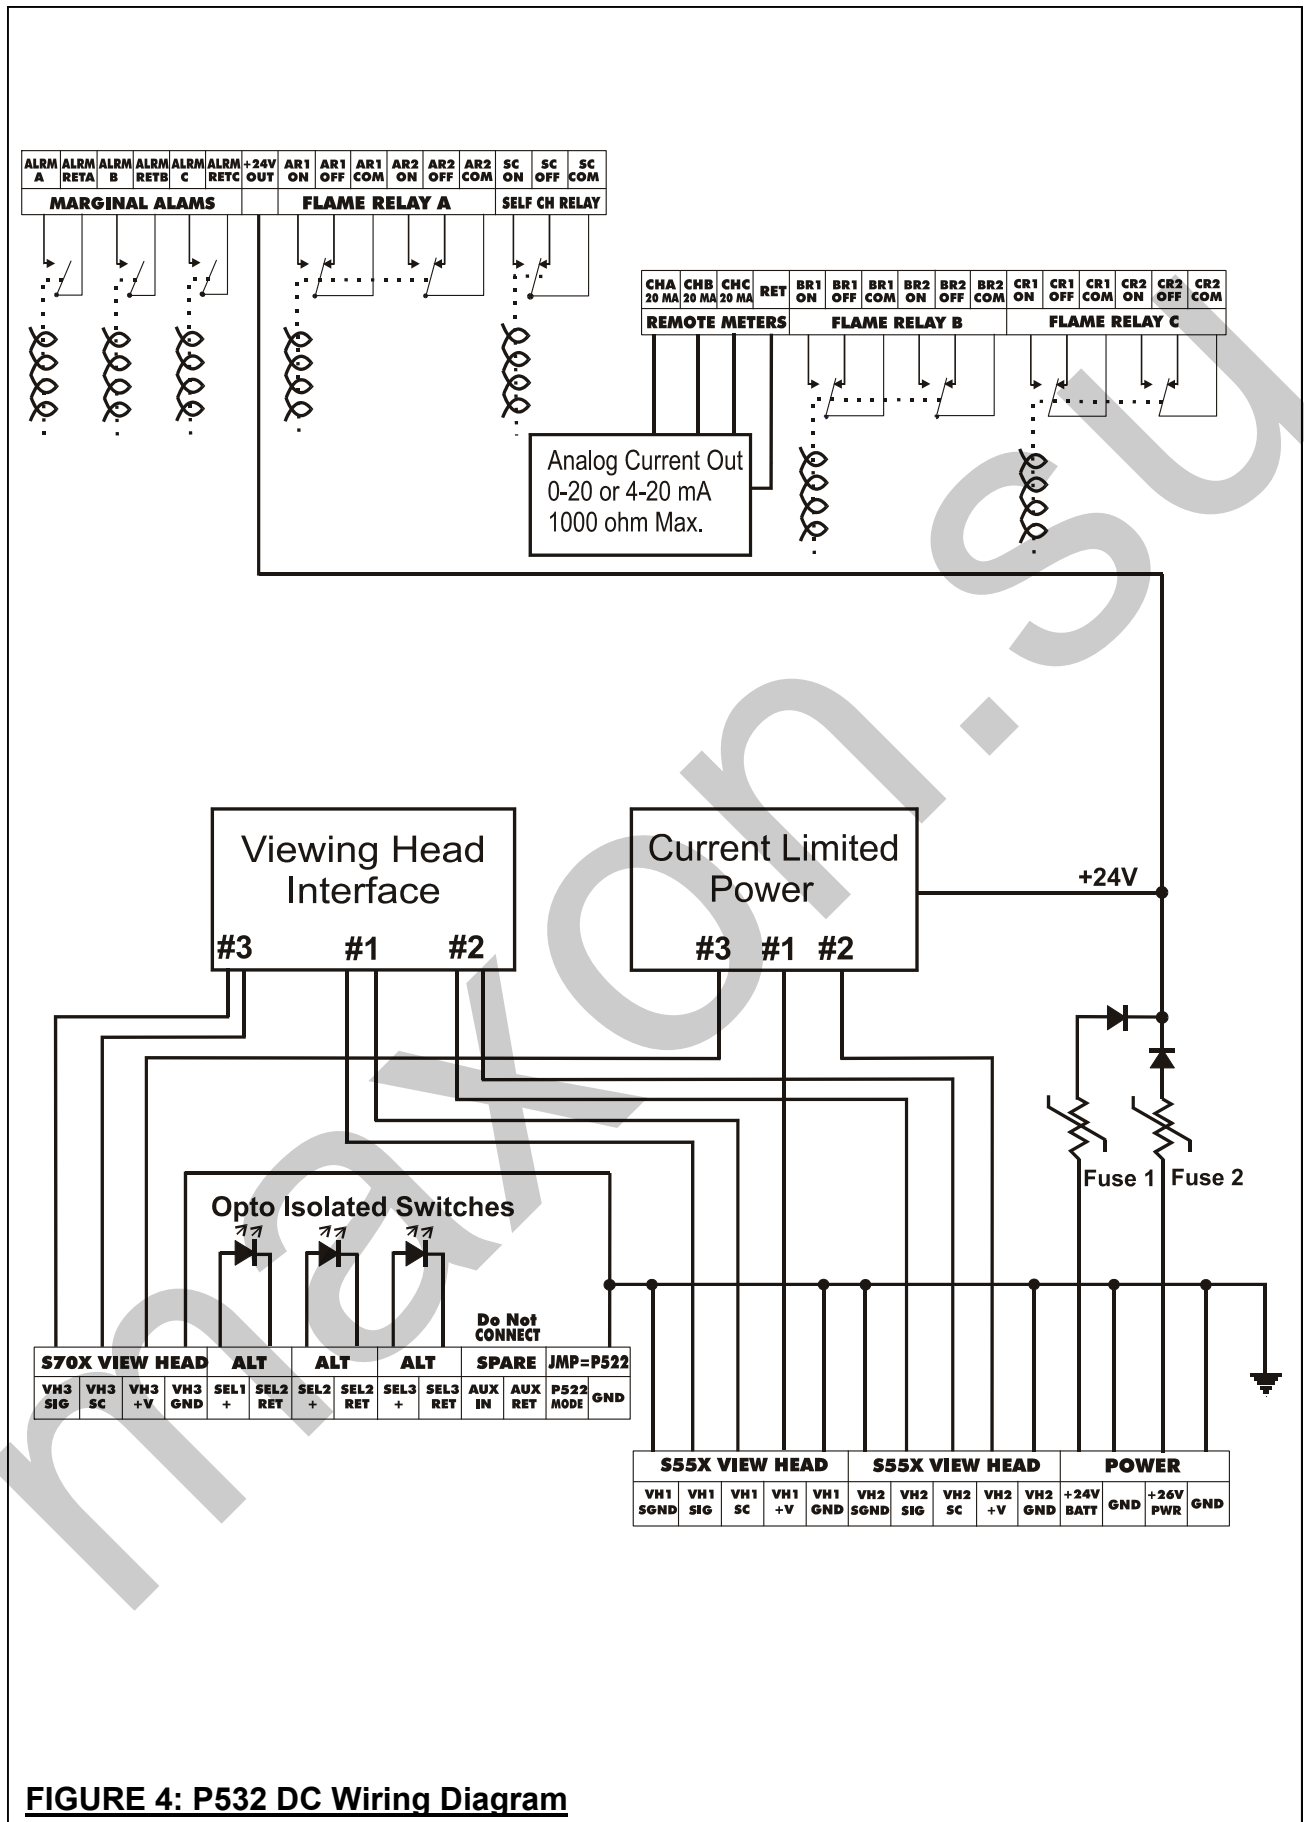 ALRM A ALRM RETA ALRM B ALRM RETB ALRM C ALRM RETC +24V OUT AR1 ON AR1 OFF AR1 COM AR2 ON AR2 OFF AR2 COM SC ON SC OFF SC COM
MARGINAL ALAMS FLAME RELAY A SELF CH RELAY
CHA 20 MA CHB 20 MA CHC 20 MA RET BR1 ON BR1 OFF BR1 COM BR2 ON BR2 OFF BR2 COM CR1 ON CR1 OFF CR1 COM CR2 ON CR2 OFF CR2 COM
REMOTE METERS FLAME RELAY B FLAME RELAY C
Analog Current Out
0-20 or 4-20 mA
1000 ohm Max.
Viewing Head
Interface
#3 #1 #2
Current Limited
Power
#3 #1 #2
+24V
Fuse 1 Fuse 2
Opto Isolated Switches
Do Not
CONNECT
S70X VIEW HEAD ALT ALT ALT SPARE JMP=P522
VH3 SIG VH3 SC VH3 +V VH3 GND SEL1 + SEL2 RET SEL2 + SEL2 RET SEL3 + SEL3 RET AUX IN AUX RET P522 MODE GND
S55X VIEW HEAD S55X VIEW HEAD POWER
VH1 SGND VH1 SIG VH1 SC VH1 +V VH1 GND VH2 SGND VH2 SIG VH2 SC VH2 +V VH2 GND +24V BATT GND +26V PWR GND
maxon.su
FIGURE 4: P532 DC Wiring Diagram